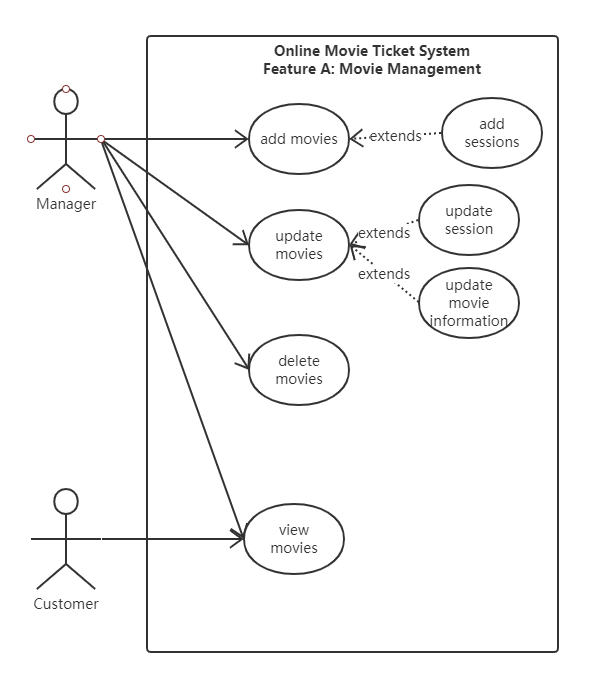 Online Movie Ticket System
Feature A: Movie Management
add movies
extends
add
sessions
Manager
update
movies
extends
update
session
extends
update
movie
information
delete
movies
view
movies
Customer